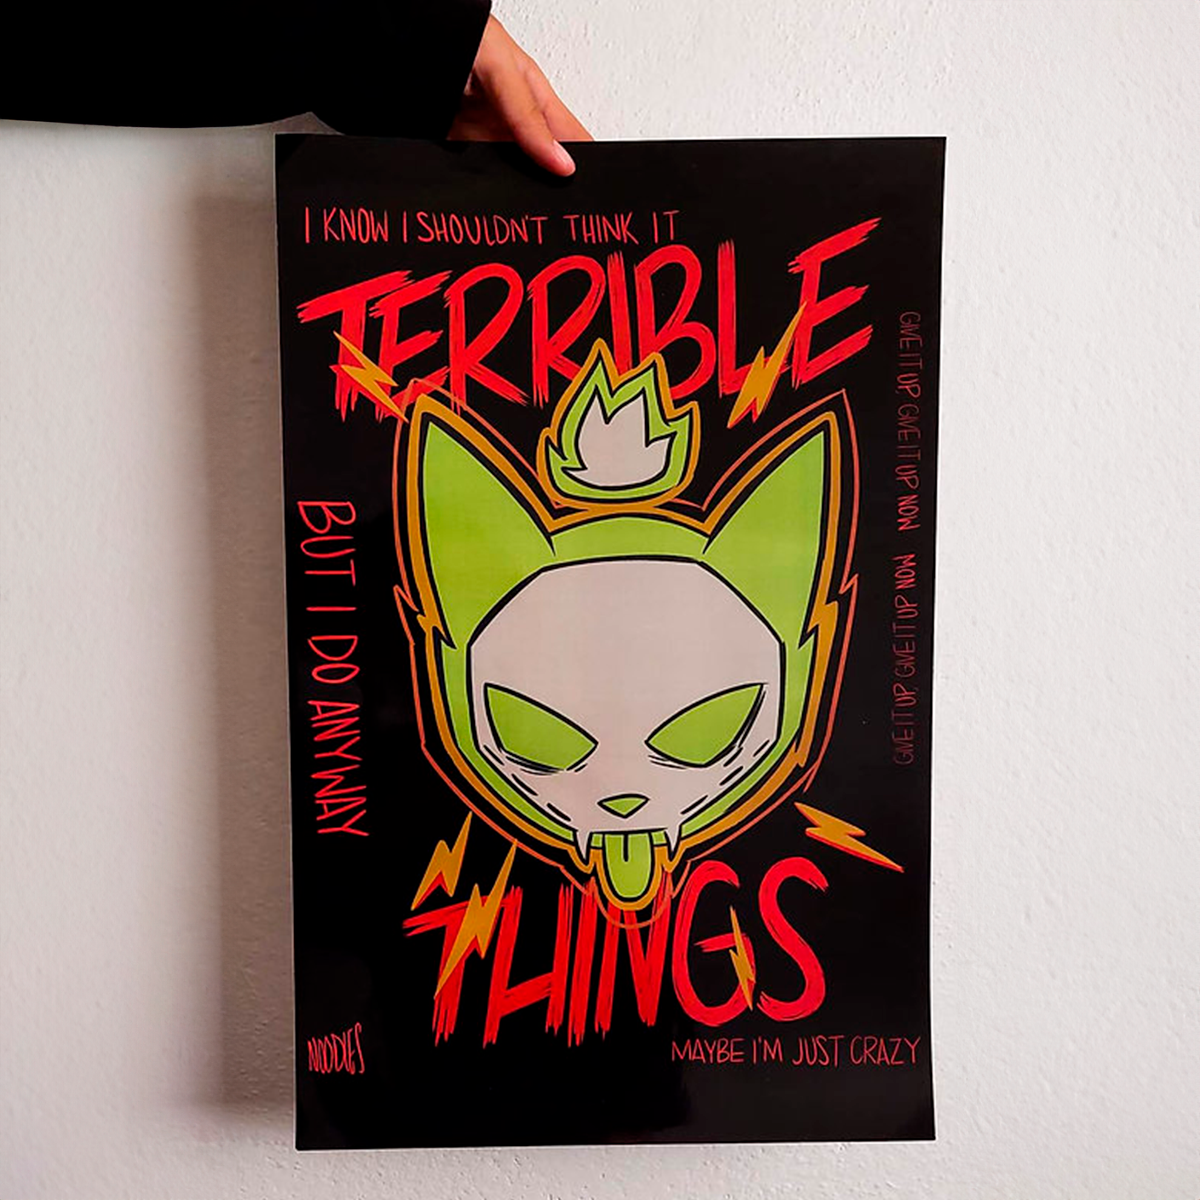 I KNOW I SHOULDN'T THINK IT
TERRIBLE
BUT I DO ANYWAY
GIVE IT UP GIVE IT UP NOW
GIVE IT UP, GIVE IT UP NOW
THINGS
NOODLES
MAYBE I'M JUST CRAZY